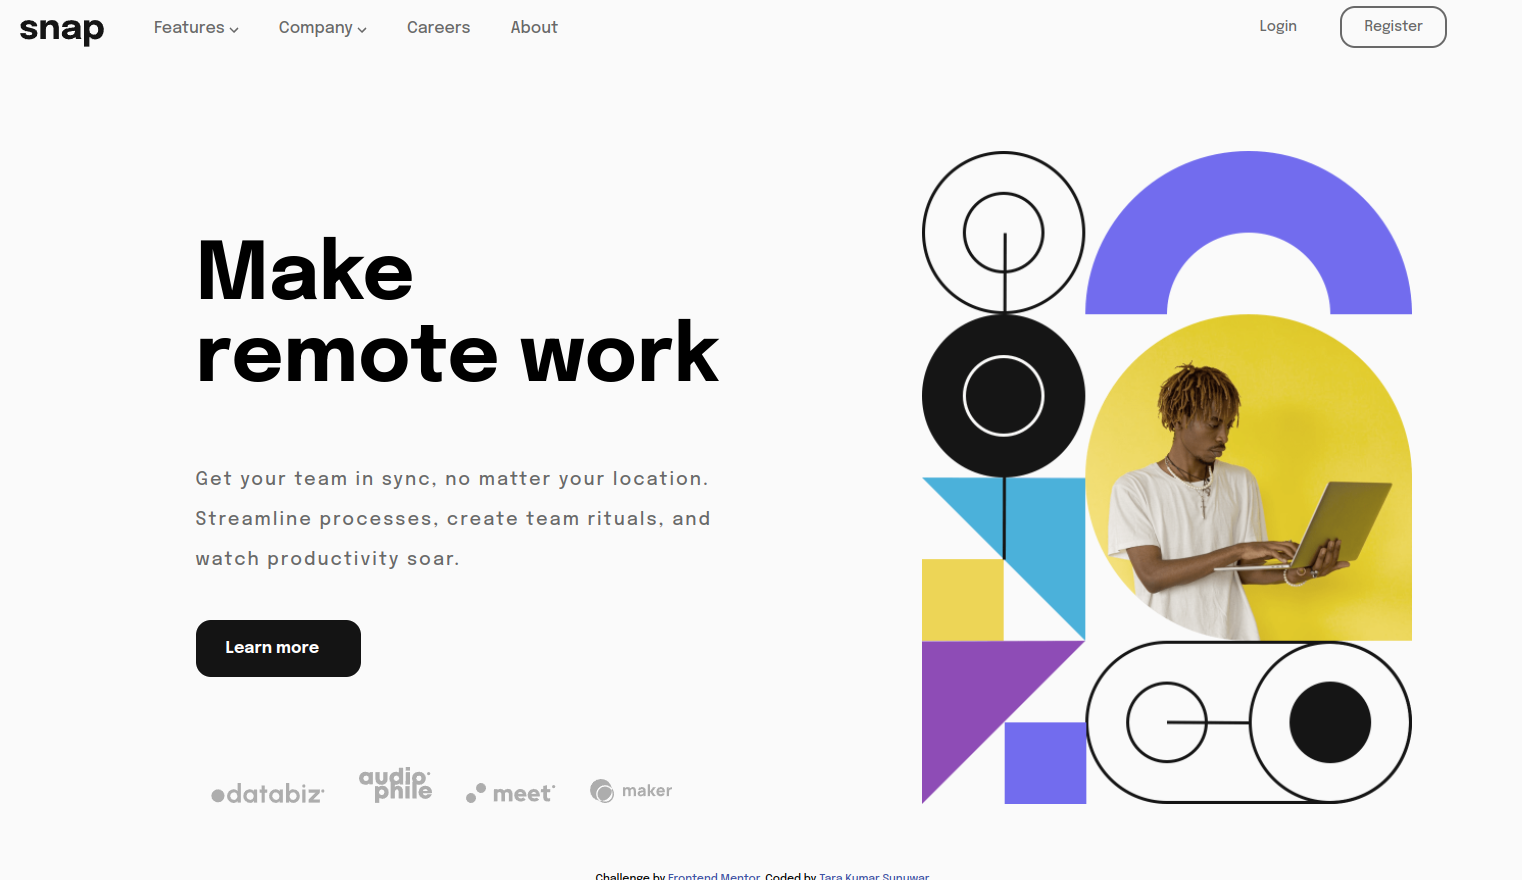 snap
Features
Company
Careers
About
Login
Register
Make
remote work
Get your team in sync, no matter your location.
Streamline processes, create team rituals, and
watch productivity soar.
Learn more
databiz
audio
phile
meet
maker
Challenge by Frontend Mentor. Coded by Tara Kumar Sunuwar.